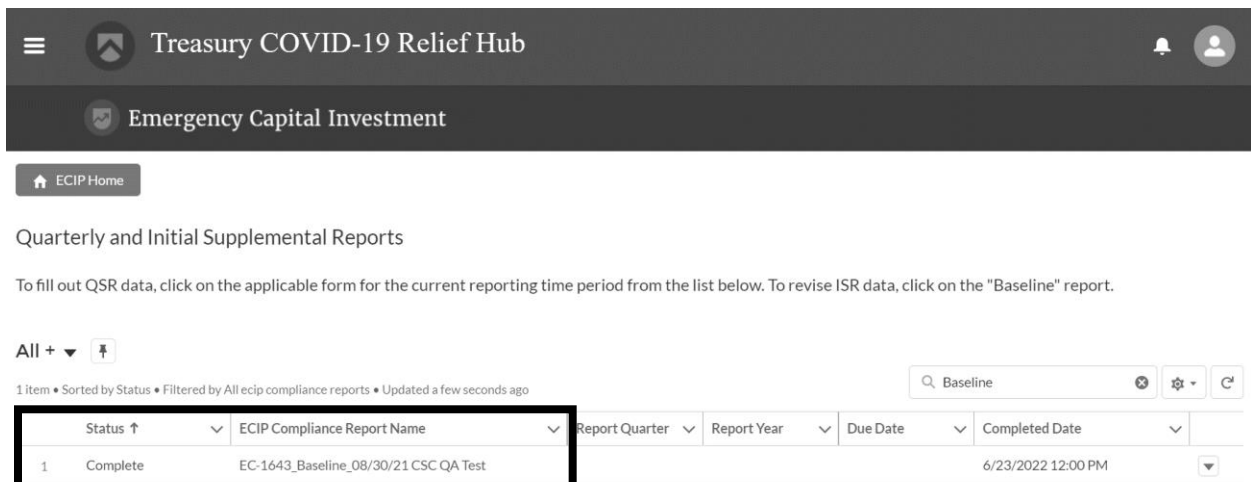 Treasury COVID-19 Relief Hub
Emergency Capital Investment
ECIP Home
Quarterly and Initial Supplemental Reports
To fill out QSR data, click on the applicable form for the current reporting time period from the list below. To revise ISR data, click on the "Baseline" report.
All +
1 item • Sorted by Status • Filtered by All ecip compliance reports • Updated a few seconds ago
Baseline
Status ↑ ECIP Compliance Report Name Report Quarter Report Year Due Date Completed Date
1 Complete EC-1643_Baseline_08/30/21 CSC QA Test 6/23/2022 12:00 PM